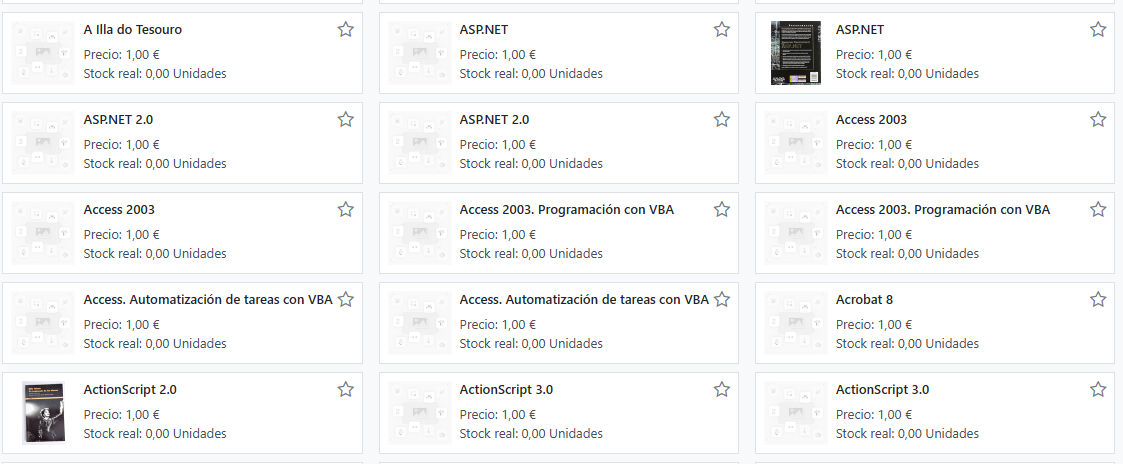 A Illa do Tesouro
Precio: 1,00 €
Stock real: 0,00 Unidades
ASP.NET
Precio: 1,00 €
Stock real: 0,00 Unidades
ASP.NET
Precio: 1,00 €
Stock real: 0,00 Unidades
ASP.NET 2.0
Precio: 1,00 €
Stock real: 0,00 Unidades
ASP.NET 2.0
Precio: 1,00 €
Stock real: 0,00 Unidades
Access 2003
Precio: 1,00 €
Stock real: 0,00 Unidades
Access 2003
Precio: 1,00 €
Stock real: 0,00 Unidades
Access 2003. Programación con VBA
Precio: 1,00 €
Stock real: 0,00 Unidades
Access 2003. Programación con VBA
Precio: 1,00 €
Stock real: 0,00 Unidades
Access. Automatización de tareas con VBA
Precio: 1,00 €
Stock real: 0,00 Unidades
Access. Automatización de tareas con VBA
Precio: 1,00 €
Stock real: 0,00 Unidades
Acrobat 8
Precio: 1,00 €
Stock real: 0,00 Unidades
ActionScript 2.0
Precio: 1,00 €
Stock real: 0,00 Unidades
ActionScript 3.0
Precio: 1,00 €
Stock real: 0,00 Unidades
ActionScript 3.0
Precio: 1,00 €
Stock real: 0,00 Unidades